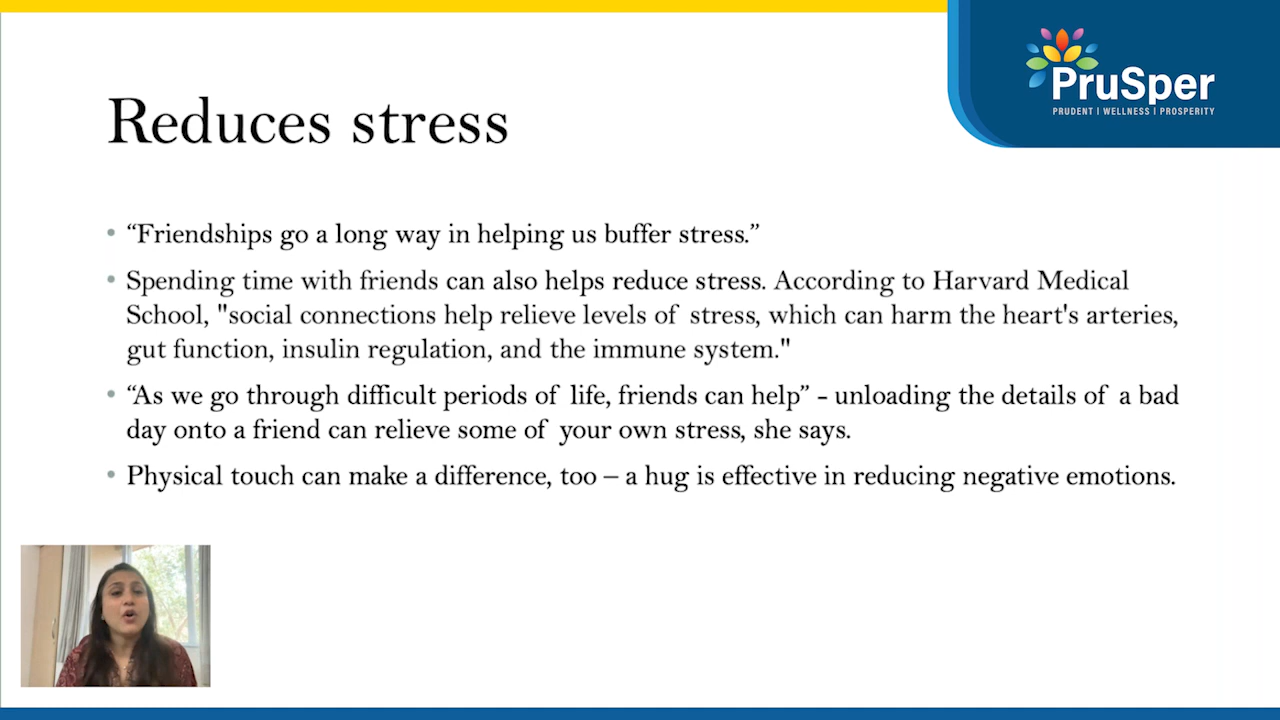 PruSper
PRUDENT | WELLNESS | PROSPERITY
Reduces stress
• “Friendships go a long way in helping us buffer stress.”
• Spending time with friends can also helps reduce stress. According to Harvard Medical
School, "social connections help relieve levels of stress, which can harm the heart's arteries,
gut function, insulin regulation, and the immune system."
• “As we go through difficult periods of life, friends can help” - unloading the details of a bad
day onto a friend can relieve some of your own stress, she says.
• Physical touch can make a difference, too – a hug is effective in reducing negative emotions.